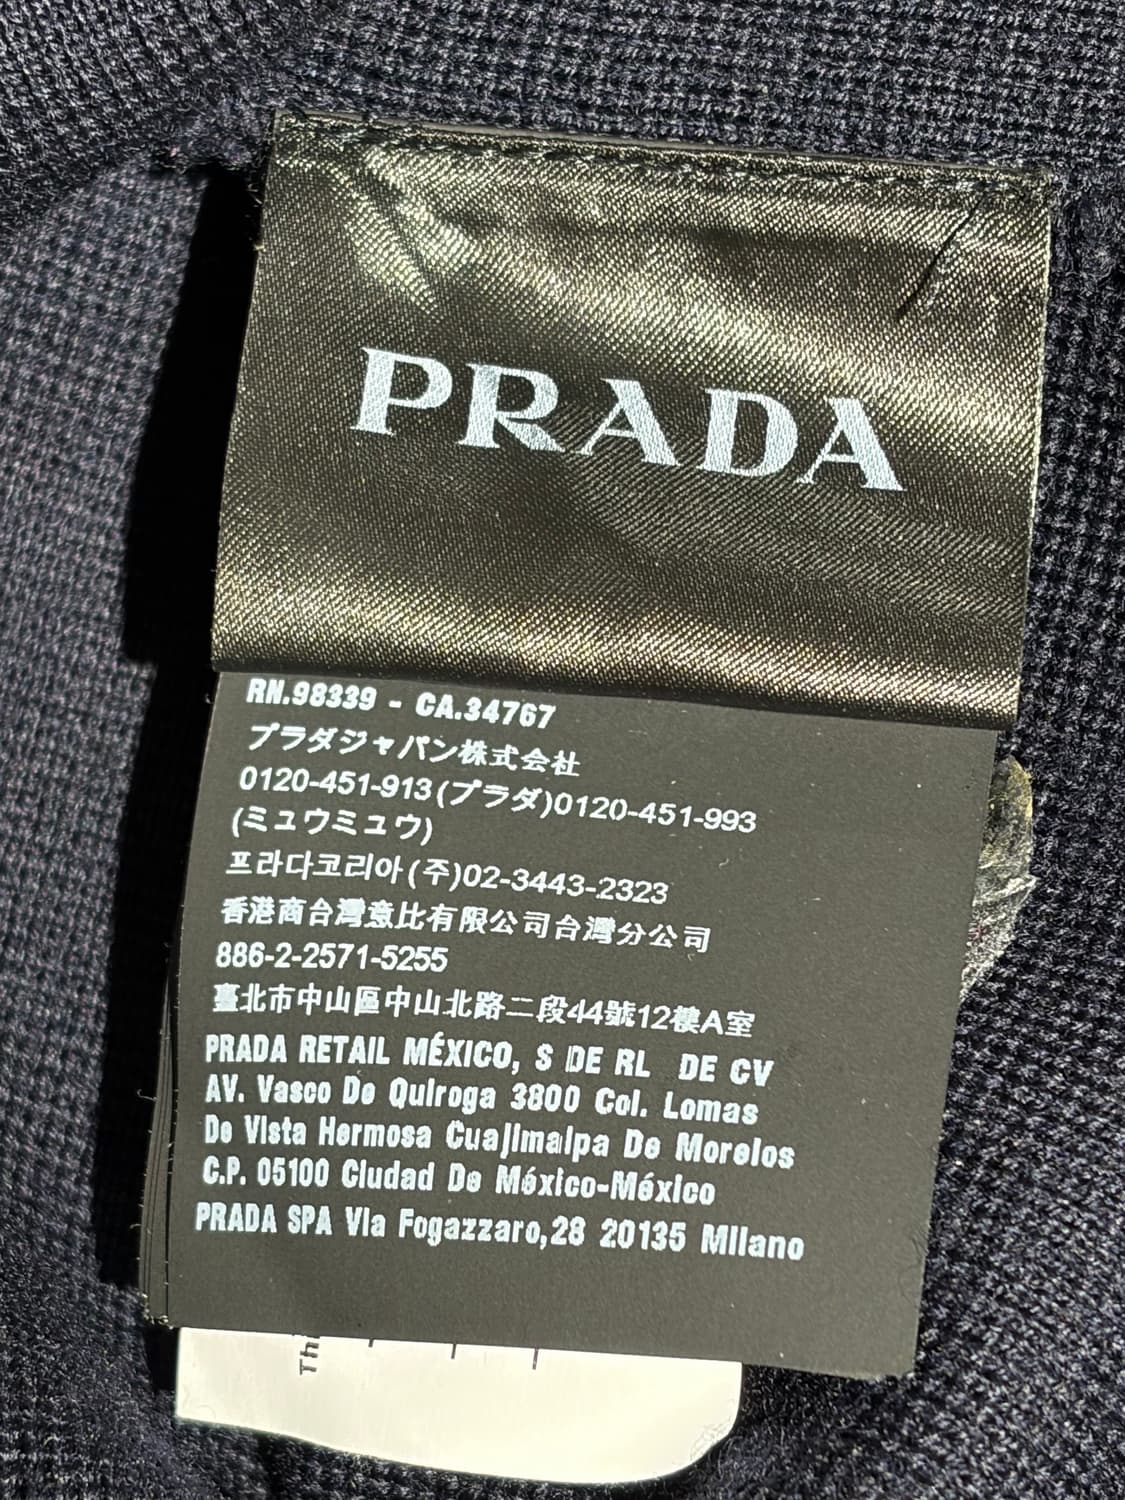 PRADA
RN.98339 - CA.34767
プラダジャパン株式会社
0120-451-913(プラダ)0120-451-993
(ミュウミュウ)
프라다코리아(주)02-3443-2323
香港商台灣意比有限公司台灣分公司
886-2-2571-5255
臺北市中山區中山北路二段44號12樓A室
PRADA RETAIL MÉXICO, S DE RL DE CV
AV. Vasco De Quiroga 3800 Col. Lomas
De Vista Hermosa Cuajimalpa De Morelos
C.P. 05100 Ciudad De México-México
PRADA SPA Via Fogazzaro,28 20135 Milano